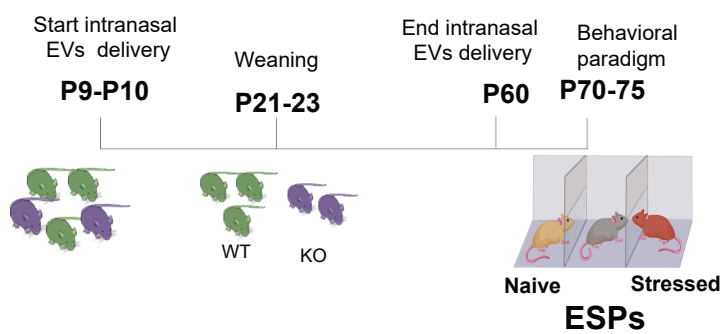 Start intranasal
EVs delivery
P9-P10
Weaning
P21-23
End intranasal
EVs delivery
P60
Behavioral
paradigm
P70-75
WT
KO
Naive
Stressed
ESPs